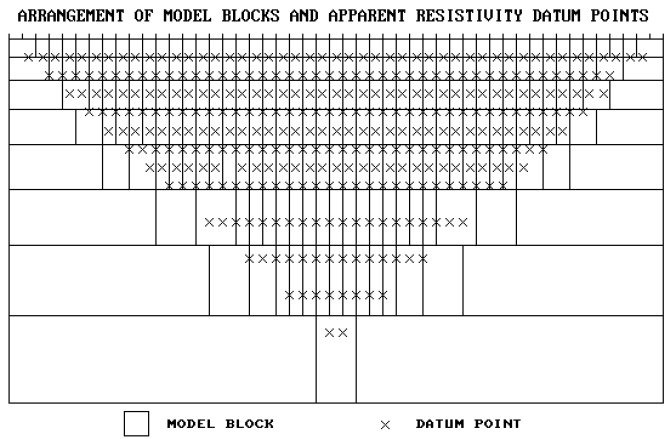 ARRANGEMENT OF MODEL BLOCKS AND APPARENT RESISTIVITY DATUM POINTS
MODEL BLOCK
DATUM POINT